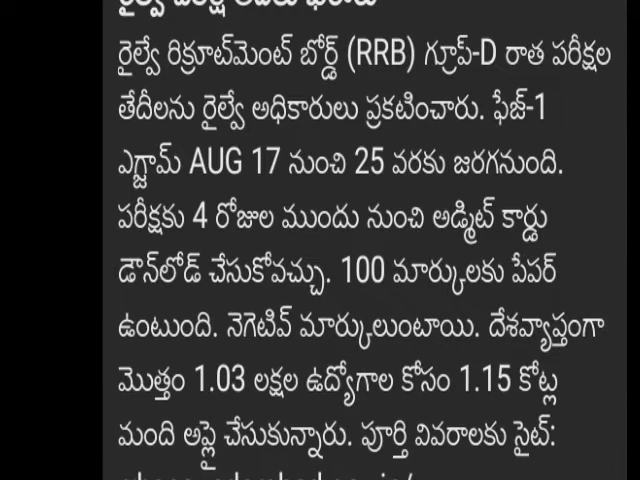 రైల్వే రిక్రూట్‌మెంట్ బోర్డ్ (RRB) గ్రూప్-D రాత పరీక్షల
తేదీలను రైల్వే అధికారులు ప్రకటించారు. ఫేజ్-1
ఎగ్జామ్ AUG 17 నుంచి 25 వరకు జరగనుంది.
పరీక్షకు 4 రోజుల ముందు నుంచి అడ్మిట్ కార్డు
డౌన్‌లోడ్ చేసుకోవచ్చు. 100 మార్కులకు పేపర్
ఉంటుంది. నెగెటివ్ మార్కులుంటాయి. దేశవ్యాప్తంగా
మొత్తం 1.03 లక్షల ఉద్యోగాల కోసం 1.15 కోట్ల
మంది అప్లై చేసుకున్నారు. పూర్తి వివరాలకు సైట్: